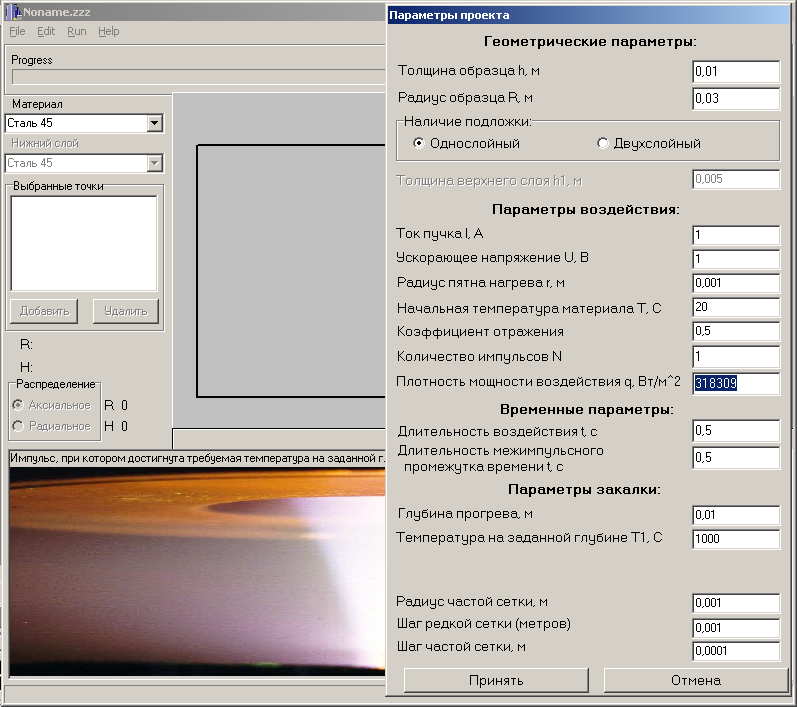 Noname.zzz
File Edit Run Help
Progress
Материал
Сталь 45
Нижний слой
Сталь 45
Выбранные точки
Добавить Удалить
R:
H:
Распределение
Аксиальное R 0
Радиальное H 0
Импульс, при котором достигнута требуемая температура на заданной г.
Параметры проекта
Геометрические параметры:
Толщина образца h, м 0,01
Радиус образца R, м 0,03
Наличие подложки:
Однослойный Двухслойный
Толщина верхнего слоя h1, м 0,005
Параметры воздействия:
Ток пучка I, А 1
Ускорающее напряжение U, В 1
Радиус пятна нагрева r, м 0,001
Начальная температура материала T, С 20
Коэффициент отражения 0,5
Количество импульсов N 1
Плотность мощности воздействия q, Вт/м^2 318309
Временные параметры:
Длительность воздействия t, с 0,5
Длительность межимпульсного
промежутка времени t, с 0,5
Параметры закалки:
Глубина прогрева, м 0,01
Температура на заданной глубине T1, С 1000
Радиус частой сетки, м 0,001
Шаг редкой сетки (метров) 0,001
Шаг частой сетки, м 0,0001
Принять Отмена